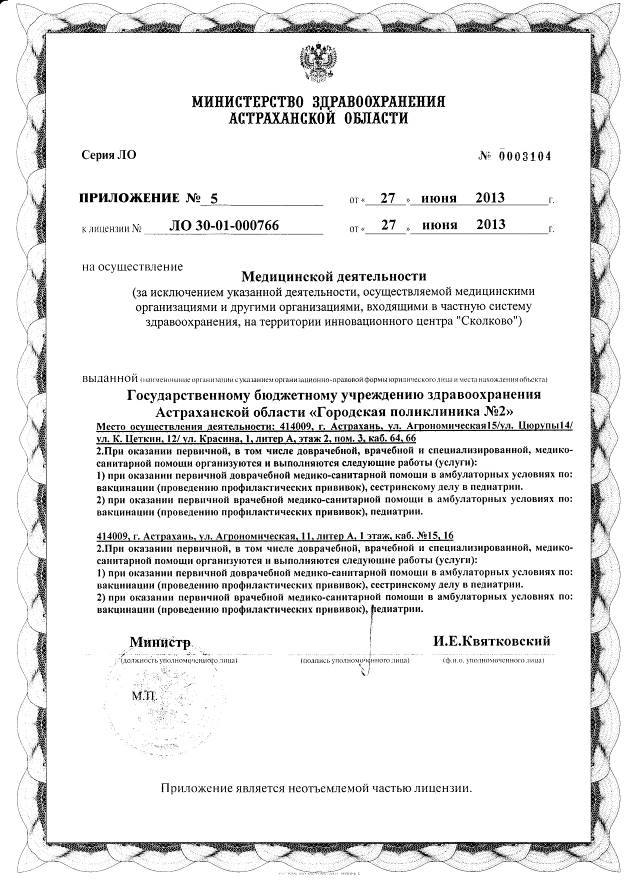 МИНИСТЕРСТВО ЗДРАВООХРАНЕНИЯ
АСТРАХАНСКОЙ ОБЛАСТИ
Серия ЛО
№ 0003104
ПРИЛОЖЕНИЕ № 5 от « 27 » июня 2013 г.
к лицензии № ЛО 30-01-000766 от « 27 » июня 2013 г.
на осуществление
Медицинской деятельности
(за исключением указанной деятельности, осуществляемой медицинскими
организациями и другими организациями, входящими в частную систему
здравоохранения, на территории инновационного центра "Сколково")
выданной (наименование организации с указанием организационно-правовой формы юридического лица и места нахождения объекта)
Государственному бюджетному учреждению здравоохранения
Астраханской области «Городская поликлиника №2»
Место осуществления деятельности: 414009, г. Астрахань, ул. Агрономическая15/ул. Цюрупы14/
ул. К. Цеткин, 12/ ул. Красина, 1, литер А, этаж 2, пом. 3, каб. 64, 66
2.При оказании первичной, в том числе доврачебной, врачебной и специализированной, медико-
санитарной помощи организуются и выполняются следующие работы (услуги):
1) при оказании первичной доврачебной медико-санитарной помощи в амбулаторных условиях по:
вакцинации (проведению профилактических прививок), сестринскому делу в педиатрии.
2) при оказании первичной врачебной медико-санитарной помощи в амбулаторных условиях по:
вакцинации (проведению профилактических прививок), педиатрии.
414009, г. Астрахань, ул. Агрономическая, 11, литер А, 1 этаж, каб. №15, 16
2.При оказании первичной, в том числе доврачебной, врачебной и специализированной, медико-
санитарной помощи организуются и выполняются следующие работы (услуги):
1) при оказании первичной доврачебной медико-санитарной помощи в амбулаторных условиях по:
вакцинации (проведению профилактических прививок), сестринскому делу в педиатрии.
2) при оказании первичной врачебной медико-санитарной помощи в амбулаторных условиях по:
вакцинации (проведению профилактических прививок), педиатрии.
Министр И.Е.Квятковский
(должность уполномоченного лица) (подпись уполномоченного лица) (ф.и.о. уполномоченного лица)
М.П.
Приложение является неотъемлемой частью лицензии.